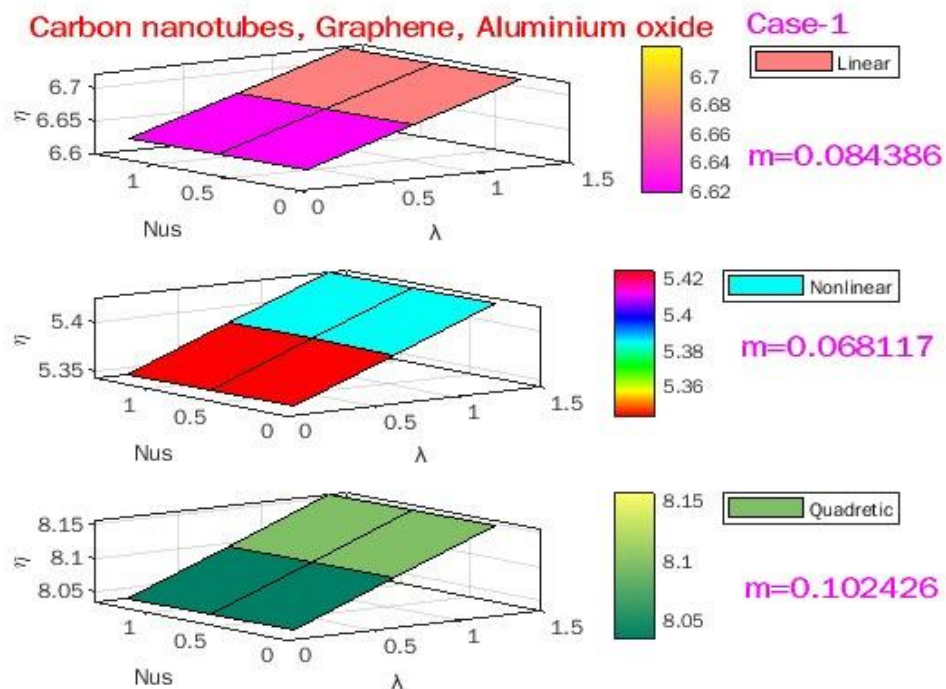 Carbon nanotubes, Graphene, Aluminium oxide
Case-1
Linear
m=0.084386
η
6.7
6.65
6.6
1
0.5
0
Nus
0
0.5
1
1.5
λ
6.7
6.68
6.66
6.64
6.62
Nonlinear
m=0.068117
η
5.4
5.35
1
0.5
0
Nus
0
0.5
1
1.5
λ
5.42
5.4
5.38
5.36
Quadretic
m=0.102426
η
8.15
8.1
8.05
1
0.5
0
Nus
0
0.5
1
1.5
λ
8.15
8.1
8.05